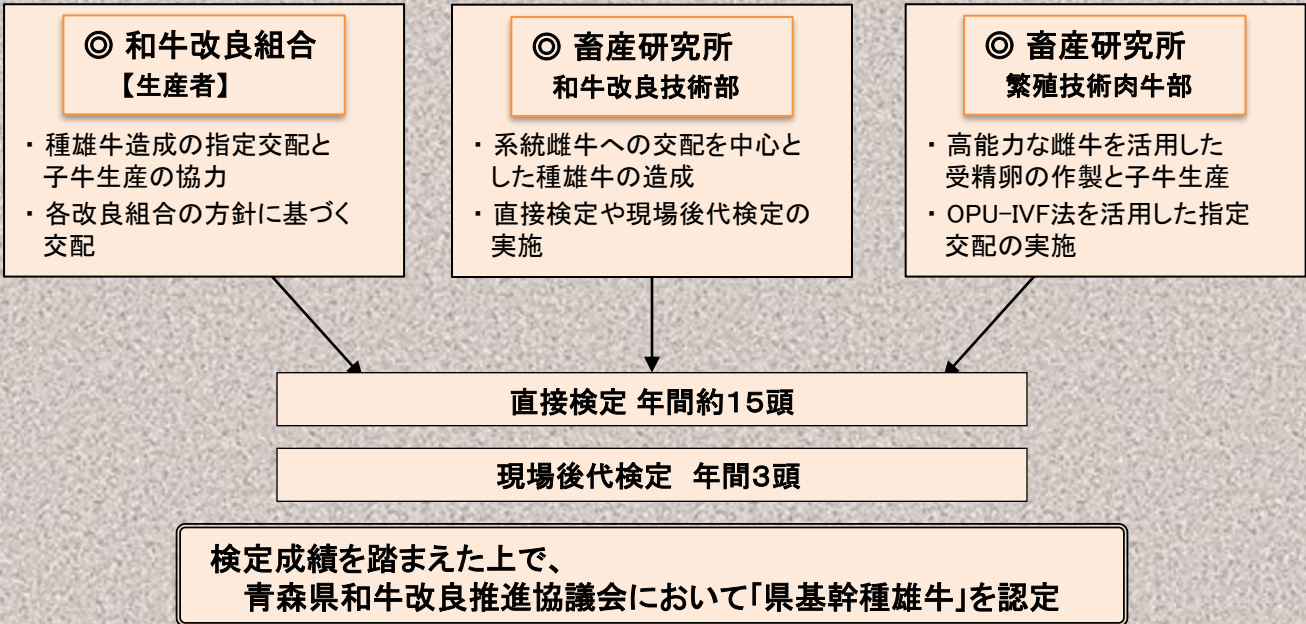 ◎ 和牛改良組合
【生産者】
・ 種雄牛造成の指定交配と
子牛生産の協力
・ 各改良組合の方針に基づく
交配
◎ 畜産研究所
和牛改良技術部
・ 系統雌牛への交配を中心と
した種雄牛の造成
・ 直接検定や現場後代検定の
実施
◎ 畜産研究所
繁殖技術肉牛部
・ 高能力な雌牛を活用した
受精卵の作製と子牛生産
・ OPU-IVF法を活用した指定
交配の実施
直接検定 年間約15頭
現場後代検定 年間3頭
検定成績を踏まえた上で、
青森県和牛改良推進協議会において「県基幹種雄牛」を認定